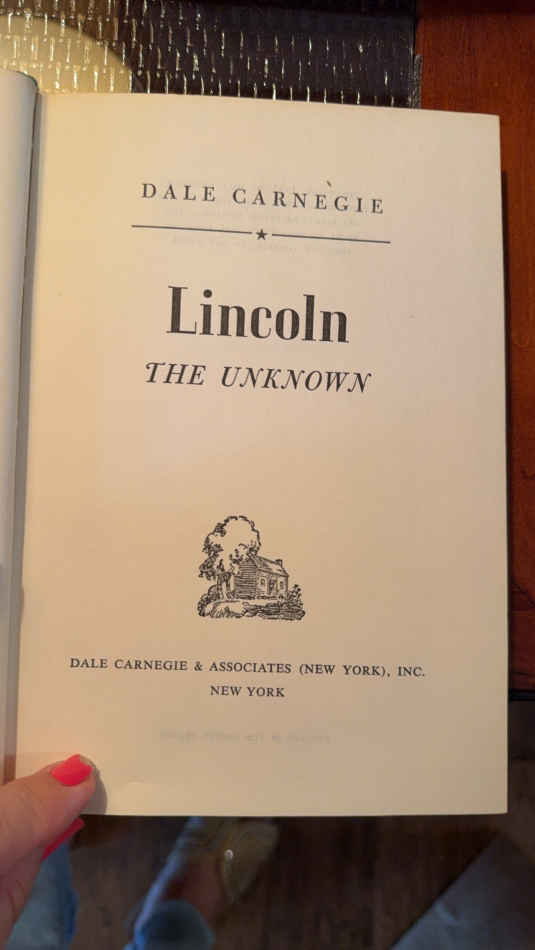 DALE CARNEGIE
Lincoln
THE UNKNOWN
DALE CARNEGIE & ASSOCIATES (NEW YORK), INC.
NEW YORK